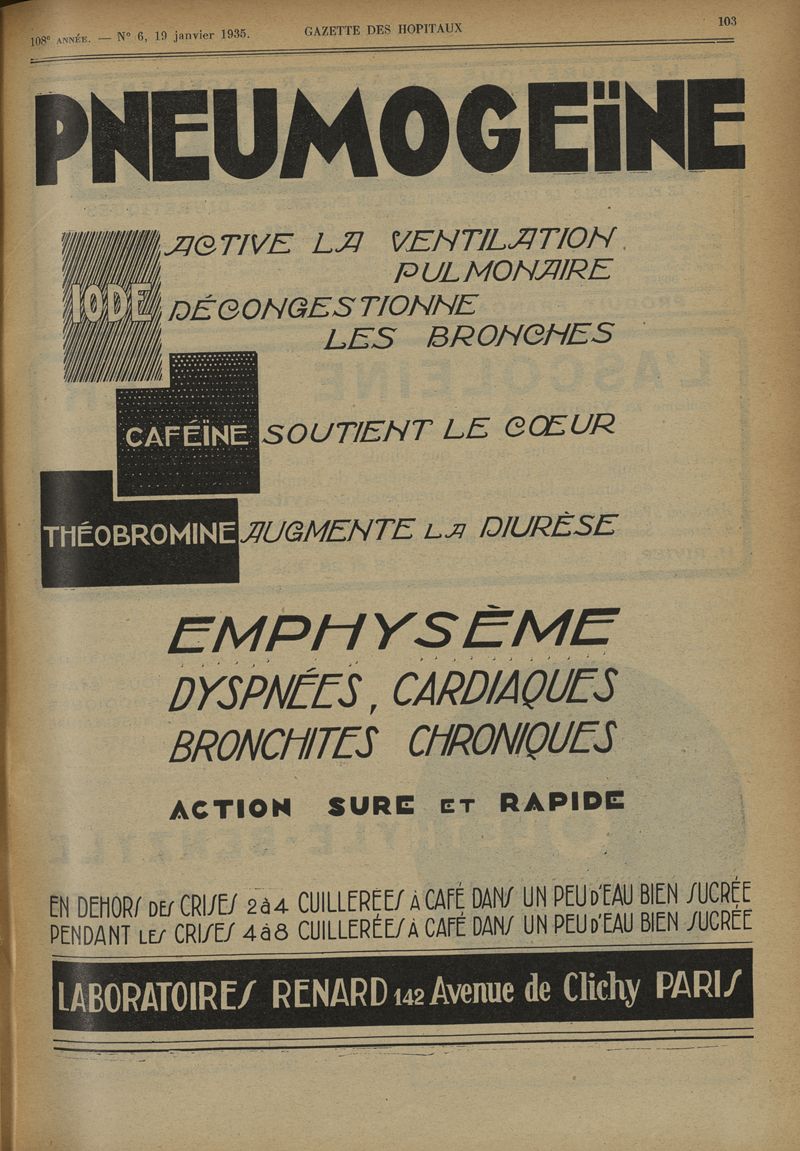 108e ANNÉE. — N° 6, 19 janvier 1935.
GAZETTE DES HOPITAUX
103
PNEUMOGEÏNE
IODE
ACTIVE LA VENTILATION
PULMONAIRE
DÉCONGESTIONNE
LES BRONCHES
CAFÉÏNE
SOUTIENT LE CŒUR
THÉOBROMINE
AUGMENTE LA DIURÈSE
EMPHYSÈME
DYSPNÉES, CARDIAQUES
BRONCHITES CHRONIQUES
ACTION SURE ET RAPIDE
EN DEHORS DES CRISES 2 à 4 CUILLERÉES À CAFÉ DANS UN PEU D'EAU BIEN SUCRÉE
PENDANT LES CRISES 4 à 8 CUILLERÉES À CAFÉ DANS UN PEU D'EAU BIEN SUCRÉE
LABORATOIRES RENARD 142 Avenue de Clichy PARIS